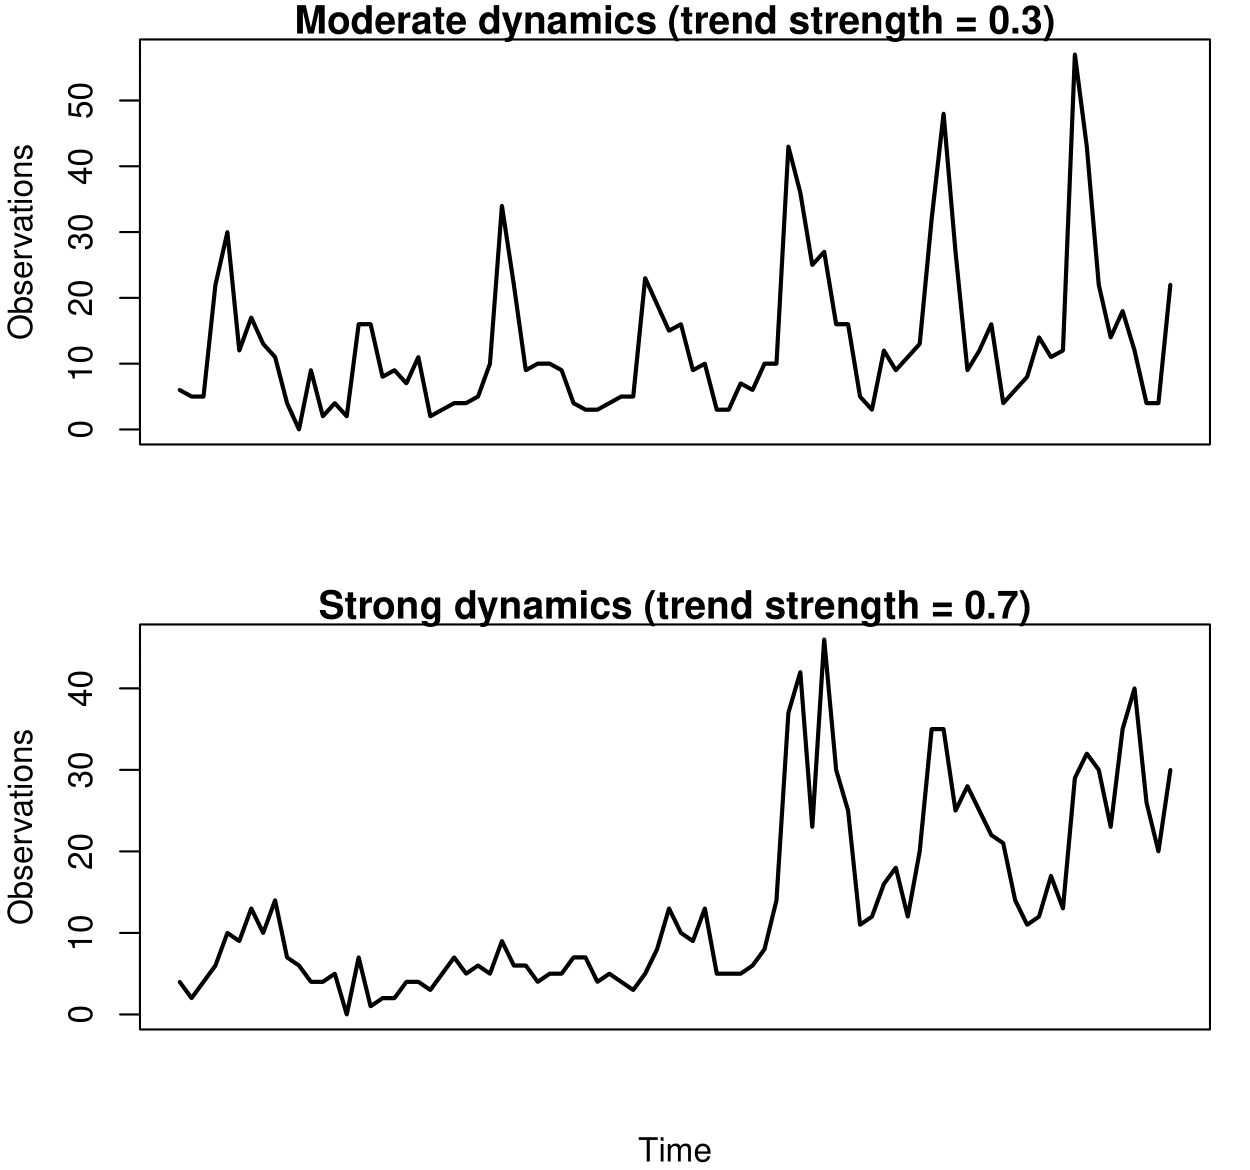 Moderate dynamics (trend strength = 0.3)
Observations
50
40
30
20
10
0
Strong dynamics (trend strength = 0.7)
Observations
40
30
20
10
0
Time